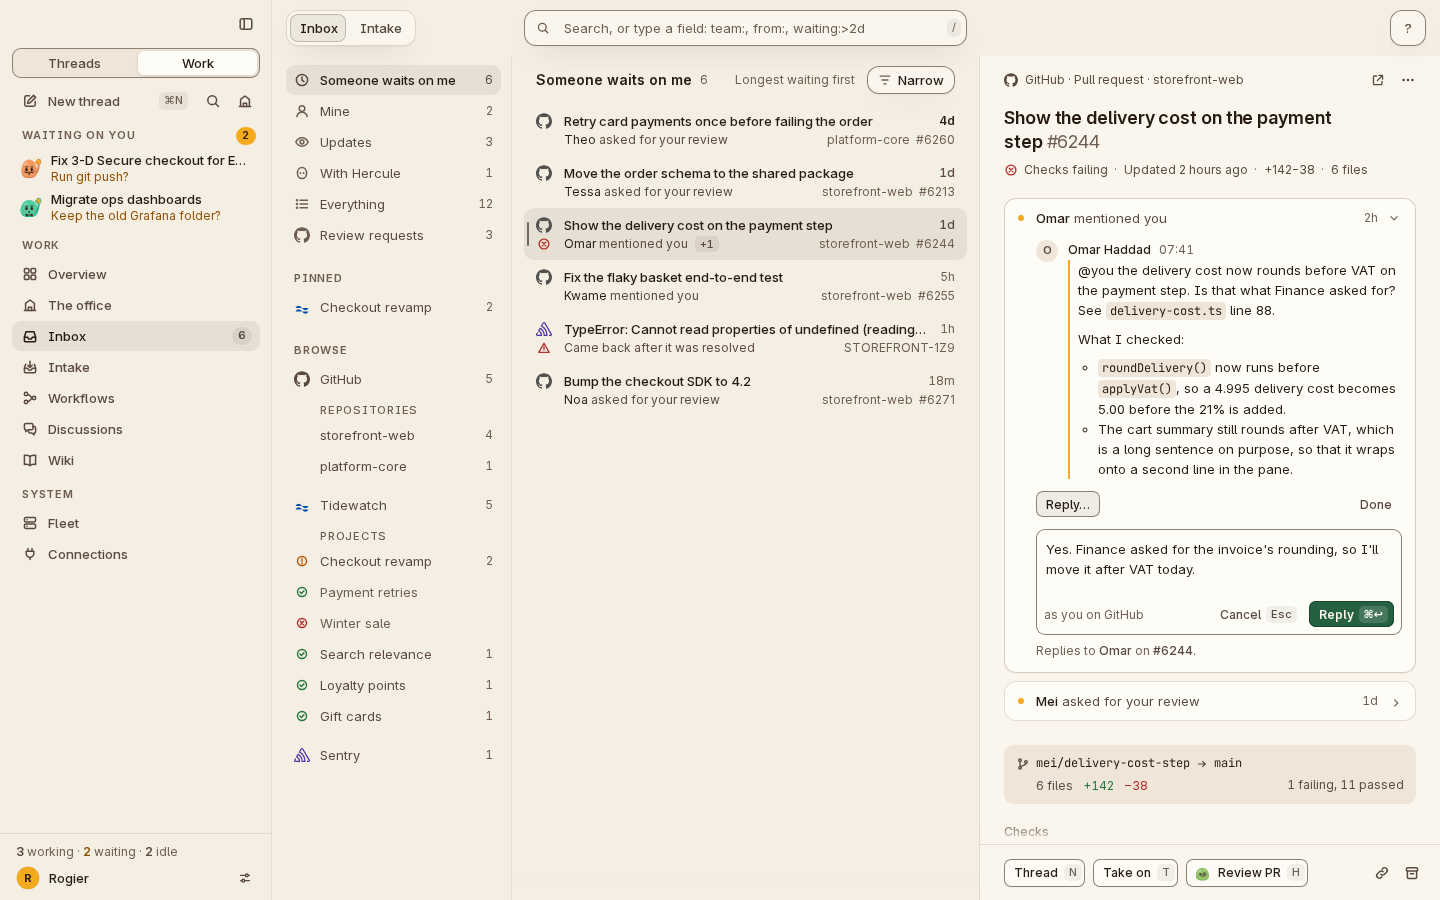 Threads
Work
New thread
⌘N
WAITING ON YOU
2
Fix 3-D Secure checkout for E…
Run git push?
Migrate ops dashboards
Keep the old Grafana folder?
WORK
Overview
The office
Inbox
6
Intake
Workflows
Discussions
Wiki
SYSTEM
Fleet
Connections
3 working · 2 waiting · 2 idle
R
Rogier
Inbox
Intake
Someone waits on me
6
Mine
2
Updates
3
With Hercule
1
Everything
12
Review requests
3
PINNED
Checkout revamp
2
BROWSE
GitHub
5
REPOSITORIES
storefront-web
4
platform-core
1
Tidewatch
5
PROJECTS
Checkout revamp
2
Payment retries
Winter sale
Search relevance
1
Loyalty points
1
Gift cards
1
Sentry
1
Search, or type a field: team:, from:, waiting:>2d
/
?
Someone waits on me 6
Longest waiting first
Narrow
Retry card payments once before failing the order
4d
Theo asked for your review
platform-core #6260
Move the order schema to the shared package
1d
Tessa asked for your review
storefront-web #6213
Show the delivery cost on the payment step
1d
Omar mentioned you +1
storefront-web #6244
Fix the flaky basket end-to-end test
5h
Kwame mentioned you
storefront-web #6255
TypeError: Cannot read properties of undefined (reading…
1h
Came back after it was resolved
STOREFRONT-1Z9
Bump the checkout SDK to 4.2
18m
Noa asked for your review
storefront-web #6271
GitHub · Pull request · storefront-web
Show the delivery cost on the payment
step #6244
Checks failing · Updated 2 hours ago · +142−38 · 6 files
Omar mentioned you
2h
O
Omar Haddad 07:41
@you the delivery cost now rounds before VAT on
the payment step. Is that what Finance asked for?
See delivery-cost.ts line 88.
What I checked:
roundDelivery() now runs before
applyVat(), so a 4.995 delivery cost becomes
5.00 before the 21% is added.
The cart summary still rounds after VAT, which
is a long sentence on purpose, so that it wraps
onto a second line in the pane.
Reply…
Done
Yes. Finance asked for the invoice's rounding, so I'll
move it after VAT today.
as you on GitHub
Cancel Esc
Reply ⌘↩
Replies to Omar on #6244.
Mei asked for your review
1d
mei/delivery-cost-step → main
6 files +142 −38
1 failing, 11 passed
Checks
Thread N
Take on T
Review PR H